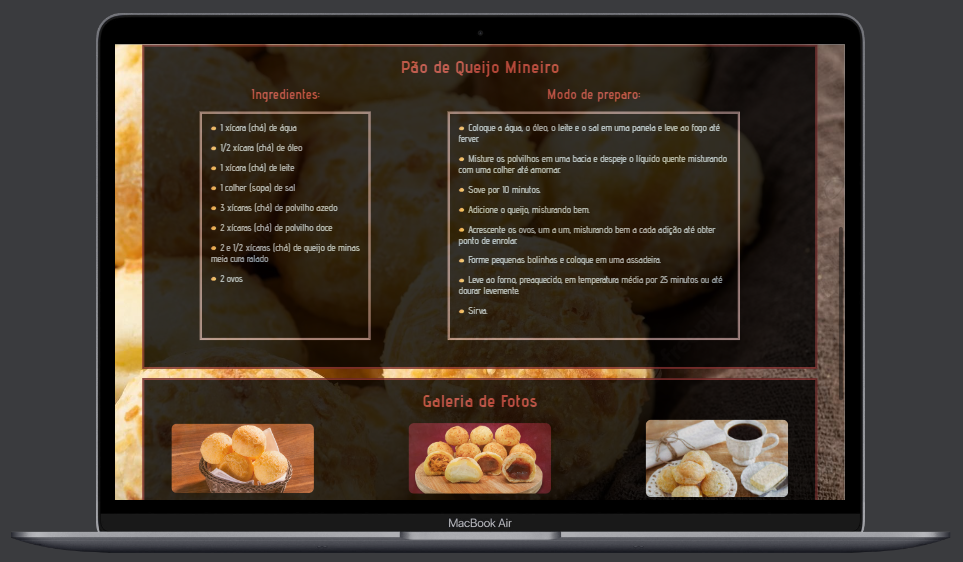 Pão de Queijo Mineiro
Ingredientes:
1 xícara (chá) de água
1/2 xícara (chá) de óleo
1 xícara (chá) de leite
1 colher (sopa) de sal
3 xícaras (chá) de polvilho azedo
2 xícaras (chá) de polvilho doce
2 e 1/2 xícaras (chá) de queijo de minas
meia cura ralado
2 ovos
Modo de preparo:
Coloque a água, o óleo, o leite e o sal em uma panela e leve ao fogo até
ferver.
Misture os polvilhos em uma bacia e despeje o líquido quente misturando
com uma colher até amornar.
Sove por 10 minutos.
Adicione o queijo, misturando bem.
Acrescente os ovos, um a um, misturando bem a cada adição até obter
ponto de enrolar.
Forme pequenas bolinhas e coloque em uma assadeira.
Leve ao forno, preaquecido, em temperatura média por 25 minutos ou até
dourar levemente.
Sirva.
Galeria de Fotos
MacBook Air